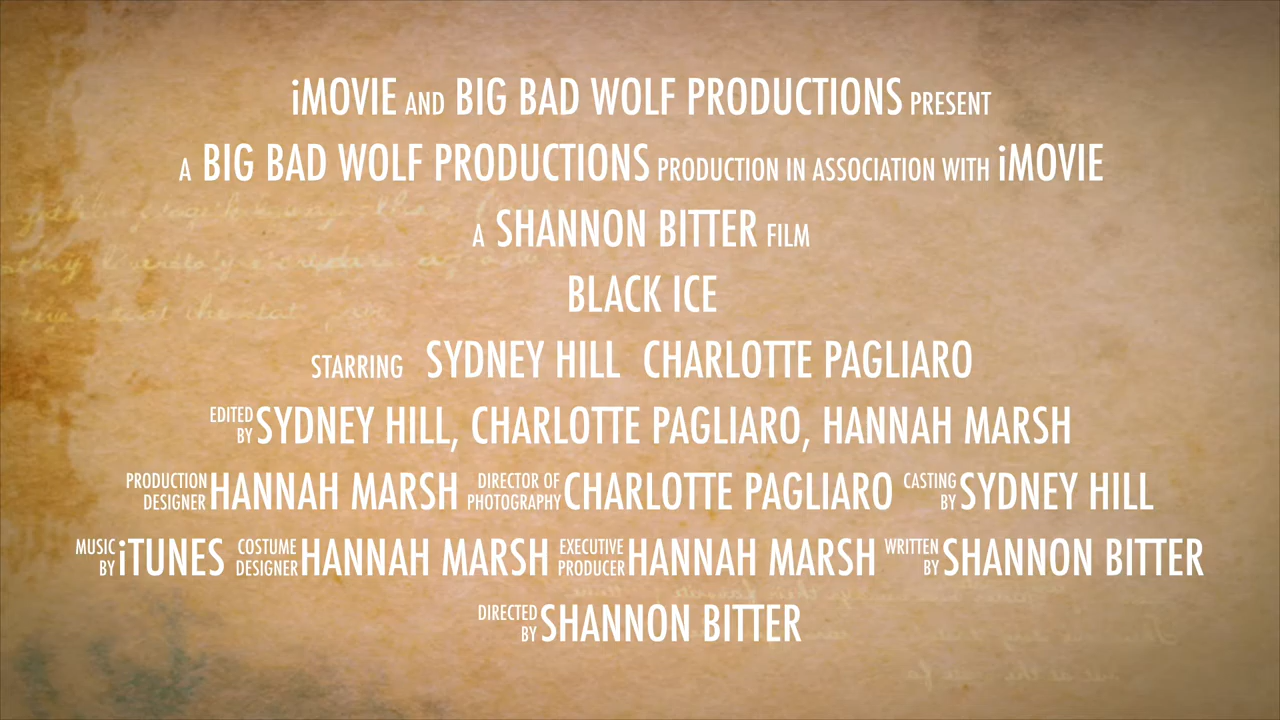 iMOVIE AND BIG BAD WOLF PRODUCTIONS PRESENT
A BIG BAD WOLF PRODUCTIONS PRODUCTION IN ASSOCIATION WITH iMOVIE
A SHANNON BITTER FILM
BLACK ICE
STARRING SYDNEY HILL CHARLOTTE PAGLIARO
EDITED BY SYDNEY HILL, CHARLOTTE PAGLIARO, HANNAH MARSH
PRODUCTION DESIGNER HANNAH MARSH DIRECTOR OF PHOTOGRAPHY CHARLOTTE PAGLIARO CASTING BY SYDNEY HILL
MUSIC BY iTUNES COSTUME DESIGNER HANNAH MARSH EXECUTIVE PRODUCER HANNAH MARSH WRITTEN BY SHANNON BITTER
DIRECTED BY SHANNON BITTER